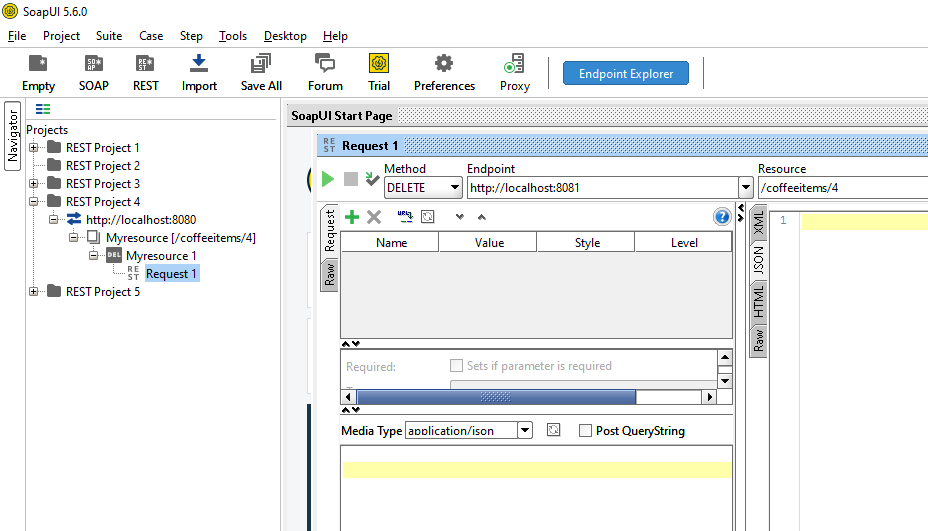 SoapUI 5.6.0
File Project Suite Case Step Tools Desktop Help
Empty SOAP REST Import Save All Forum Trial Preferences Proxy Endpoint Explorer
Navigator
Projects
REST Project 1
REST Project 2
REST Project 3
REST Project 4
http://localhost:8080
Myresource [/coffeeitems/4]
DEL Myresource 1
REST Request 1
REST Project 5
SoapUI Start Page
REST Request 1
Method Endpoint Resource
DELETE http://localhost:8081 /coffeeitems/4
Request
Raw
URL
?
Name Value Style Level
Required: Sets if parameter is required
Media Type application/json Post QueryString
XML
JSON
HTML
Raw
1